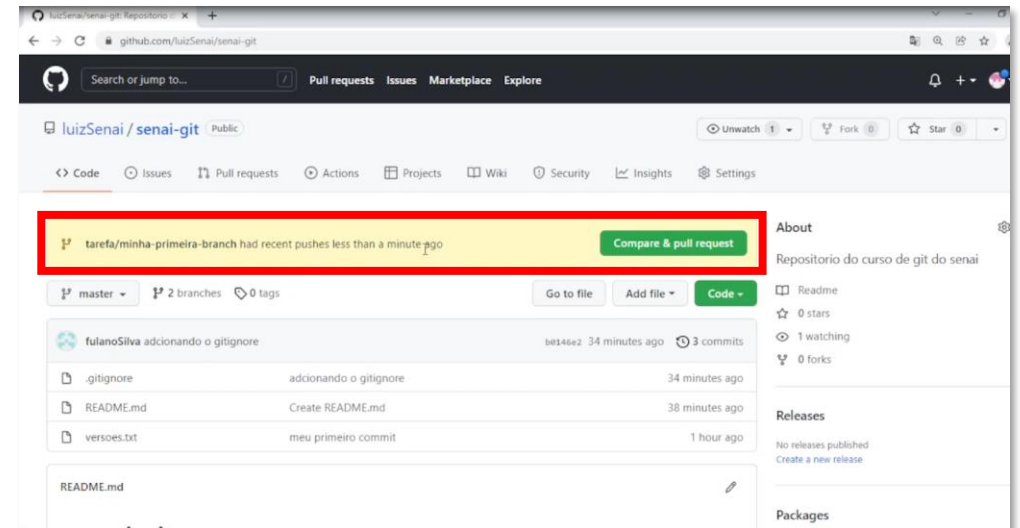 luizSenai/senai-git: Repositorio d
github.com/luizSenai/senai-git
Search or jump to... / Pull requests Issues Marketplace Explore
luizSenai / senai-git Public Unwatch 1 Fork 0 Star 0
<> Code Issues Pull requests Actions Projects Wiki Security Insights Settings
tarefa/minha-primeira-branch had recent pushes less than a minute ago Compare & pull request
master 2 branches 0 tags Go to file Add file Code
fulanoSilva adcionando o gitignore b0146e2 34 minutes ago 3 commits
.gitignore adcionando o gitignore 34 minutes ago
README.md Create README.md 38 minutes ago
versoes.txt meu primeiro commit 1 hour ago
README.md
About
Repositorio do curso de git do senai
Readme
0 stars
1 watching
0 forks
Releases
No releases published
Create a new release
Packages